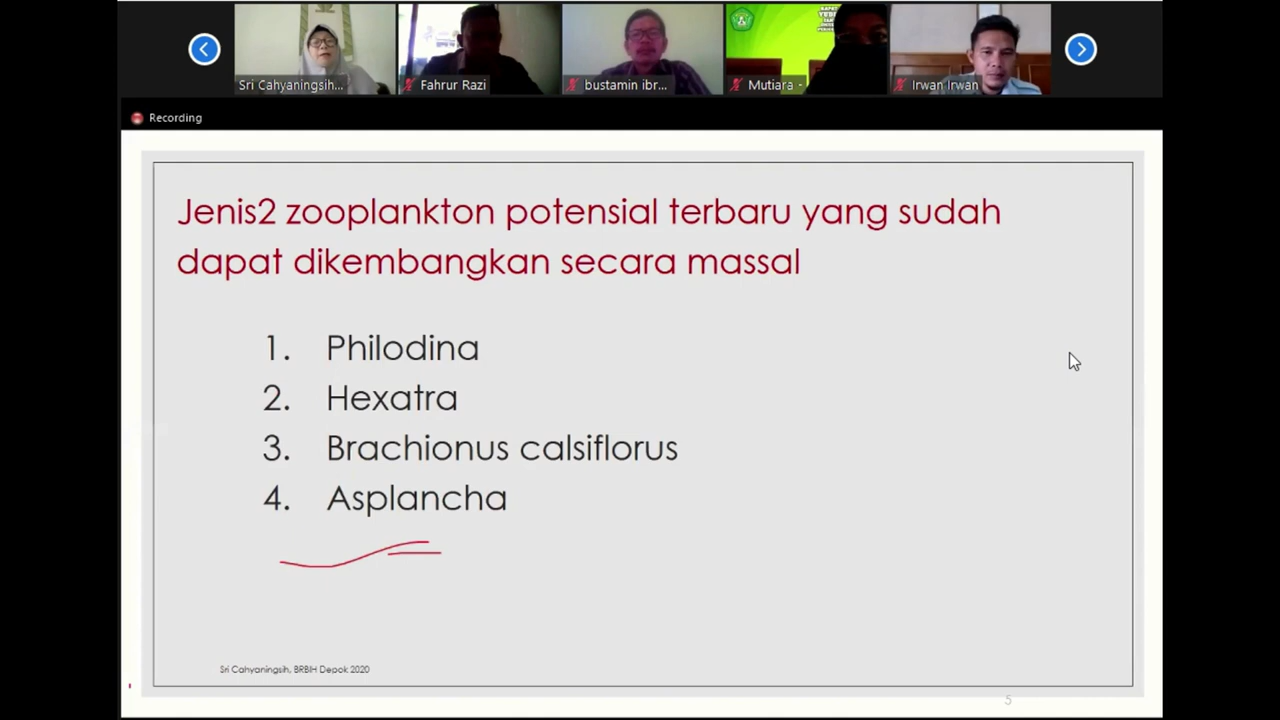 Sri Cahyaningsih...
Fahrur Razi
bustamin ibr...
Mutiara -
Irwan Irwan
Recording
Jenis2 zooplankton potensial terbaru yang sudah
dapat dikembangkan secara massal
1. Philodina
2. Hexatra
3. Brachionus calsiflorus
4. Asplancha
Sri Cahyaningsih, BRBIH Depok 2020
5